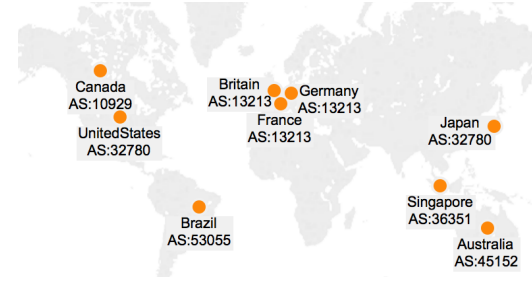 Canada
AS:10929
UnitedStates
AS:32780
Britain
AS:13213
Germany
AS:13213
France
AS:13213
Japan
AS:32780
Singapore
AS:36351
Brazil
AS:53055
Australia
AS:45152